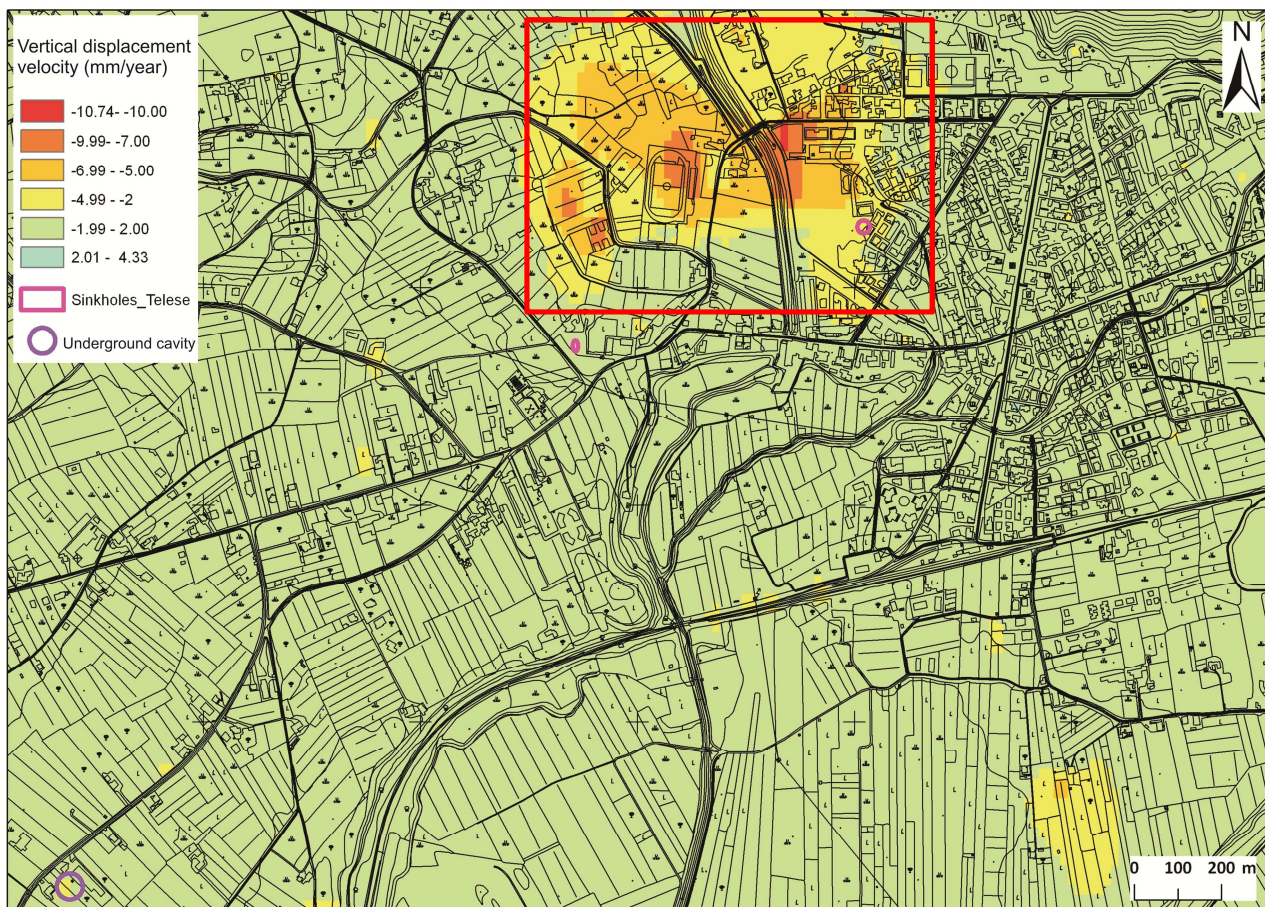 Vertical displacement
velocity (mm/year)
-10.74- -10.00
-9.99- -7.00
-6.99 - -5.00
-4.99 - -2
-1.99 - 2.00
2.01 - 4.33
Sinkholes_Telese
Underground cavity
N
0 100 200 m